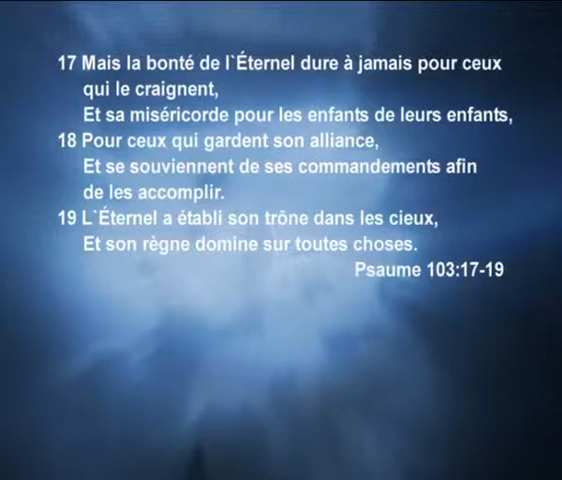 17 Mais la bonté de l`Éternel dure à jamais pour ceux
qui le craignent,
Et sa miséricorde pour les enfants de leurs enfants,
18 Pour ceux qui gardent son alliance,
Et se souviennent de ses commandements afin
de les accomplir.
19 L`Éternel a établi son trône dans les cieux,
Et son règne domine sur toutes choses.
Psaume 103:17-19